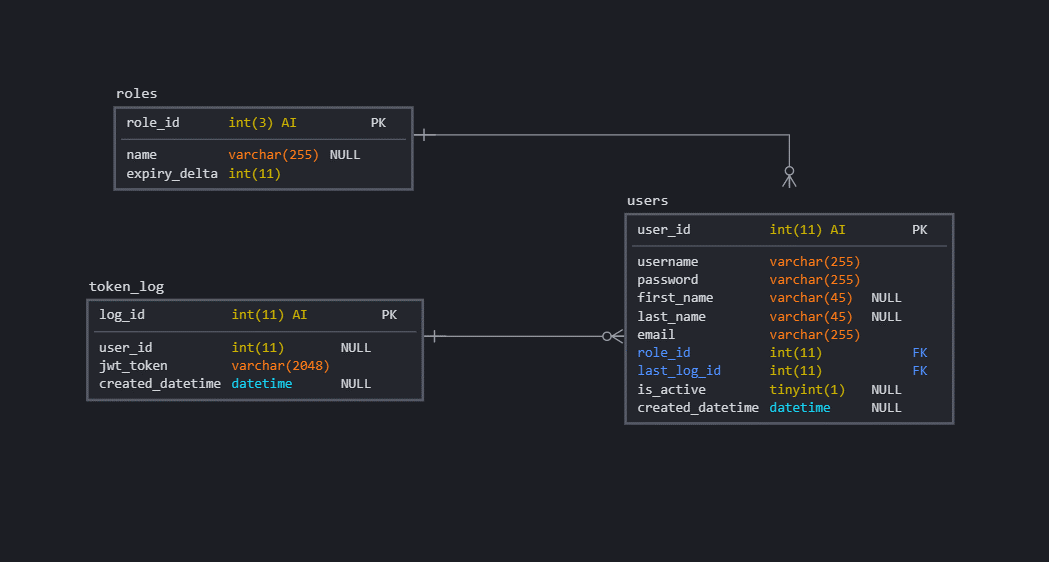 roles
role_id int(3) AI PK
name varchar(255) NULL
expiry_delta int(11)
users
user_id int(11) AI PK
username varchar(255)
password varchar(255)
first_name varchar(45) NULL
last_name varchar(45) NULL
email varchar(255)
role_id int(11) FK
last_log_id int(11) FK
is_active tinyint(1) NULL
created_datetime datetime NULL
token_log
log_id int(11) AI PK
user_id int(11) NULL
jwt_token varchar(2048)
created_datetime datetime NULL